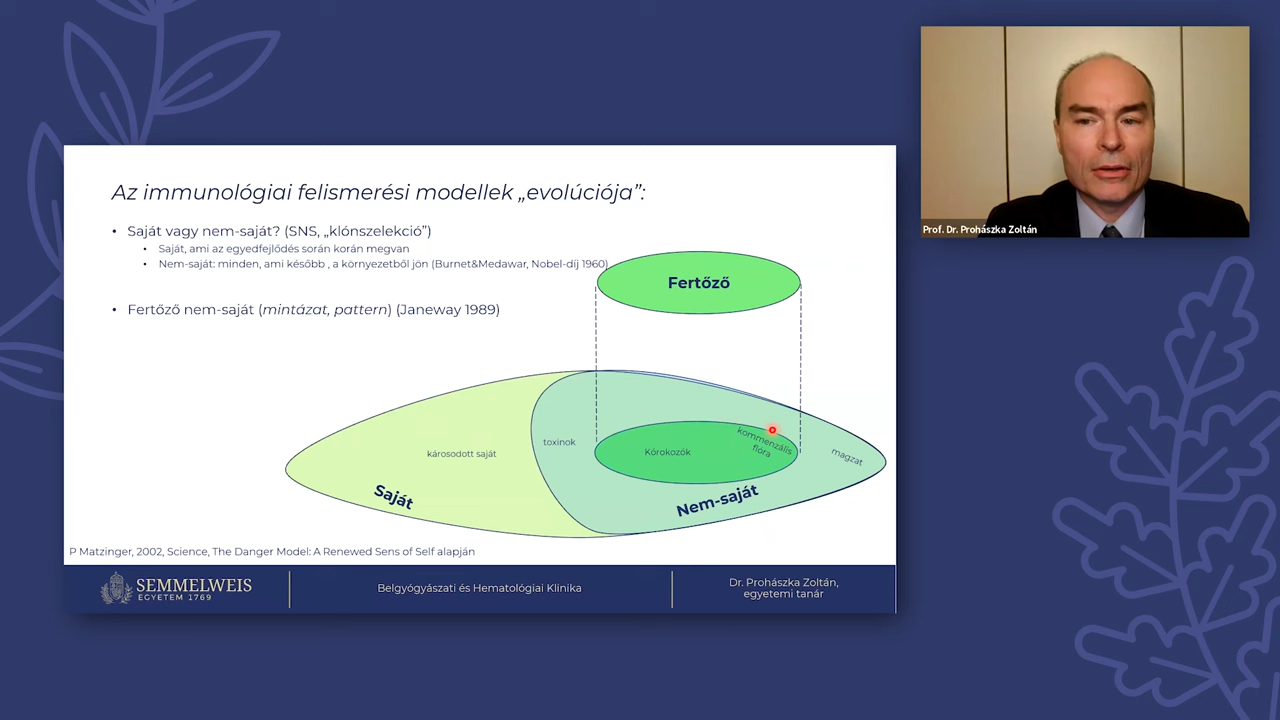 Prof. Dr. Prohászka Zoltán
Az immunológiai felismerési modellek „evolúciója”:
• Saját vagy nem-saját? (SNS, „klónszelekció”)
• Saját, ami az egyedfejlődés során korán megvan
• Nem-saját: minden, ami később , a környezetből jön (Burnet&Medawar, Nobel-díj 1960)
• Fertőző nem-saját (mintázat, pattern) (Janeway 1989)
Fertőző
károsodott saját
toxinok
Kórokozók
kommenzális
flóra
magzat
Saját
Nem-saját
P Matzinger, 2002, Science, The Danger Model: A Renewed Sens of Self alapján
SEMMELWEIS
EGYETEM 1769
Belgyógyászati és Hematológiai Klinika
Dr. Prohászka Zoltán,
egyetemi tanár